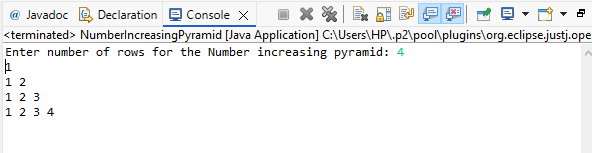 @ Javadoc Declaration Console
<terminated> NumberIncreasingPyramid [Java Application] C:\Users\HP\.p2\pool\plugins\org.eclipse.justj.ope
Enter number of rows for the Number increasing pyramid: 4
1
1 2
1 2 3
1 2 3 4